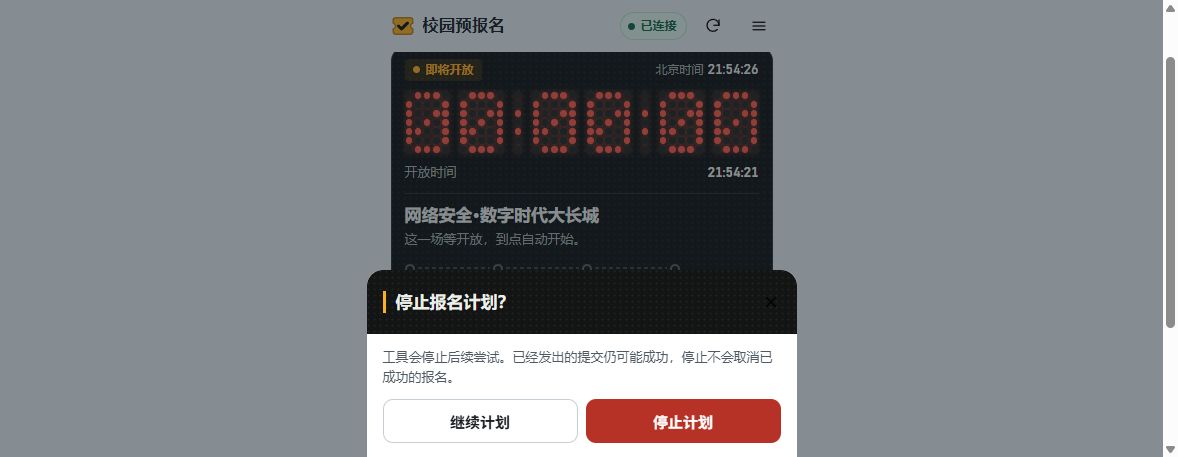 校园预报名
已连接
即将开放
北京时间 21:54:26
00:00:00
开放时间
21:54:21
网络安全·数字时代大长城
这一场等开放，到点自动开始。
停止报名计划?
工具会停止后续尝试。已经发出的提交仍可能成功，停止不会取消已
成功的报名。
继续计划
停止计划